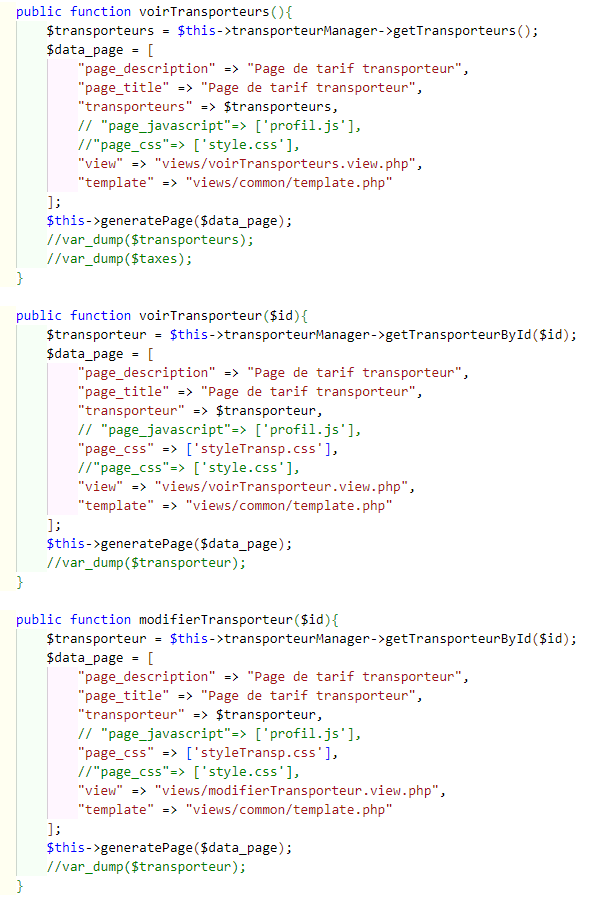 public function voirTransporteurs(){
$transporteurs = $this->transporteurManager->getTransporteurs();
$data_page = [
"page_description" => "Page de tarif transporteur",
"page_title" => "Page de tarif transporteur",
"transporteurs" => $transporteurs,
// "page_javascript"=> ['profil.js'],
//"page_css"=> ['style.css'],
"view" => "views/voirTransporteurs.view.php",
"template" => "views/common/template.php"
];
$this->generatePage($data_page);
//var_dump($transporteurs);
//var_dump($taxes);
}
public function voirTransporteur($id){
$transporteur = $this->transporteurManager->getTransporteurById($id);
$data_page = [
"page_description" => "Page de tarif transporteur",
"page_title" => "Page de tarif transporteur",
"transporteur" => $transporteur,
// "page_javascript"=> ['profil.js'],
"page_css" => ['styleTransp.css'],
//"page_css"=> ['style.css'],
"view" => "views/voirTransporteur.view.php",
"template" => "views/common/template.php"
];
$this->generatePage($data_page);
//var_dump($transporteur);
}
public function modifierTransporteur($id){
$transporteur = $this->transporteurManager->getTransporteurById($id);
$data_page = [
"page_description" => "Page de tarif transporteur",
"page_title" => "Page de tarif transporteur",
"transporteur" => $transporteur,
// "page_javascript"=> ['profil.js'],
"page_css" => ['styleTransp.css'],
//"page_css"=> ['style.css'],
"view" => "views/modifierTransporteur.view.php",
"template" => "views/common/template.php"
];
$this->generatePage($data_page);
//var_dump($transporteur);
}